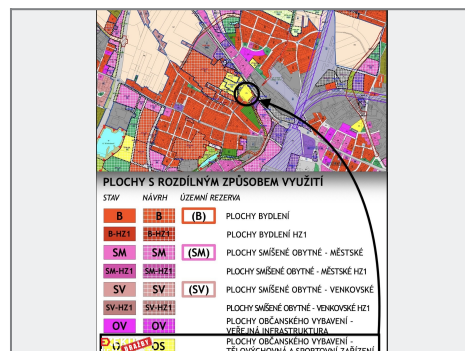 PLOCHY S ROZDÍLNÝM ZPŮSOBEM VYUŽITÍ
STAV NÁVRH ÚZEMNÍ REZERVA
B B (B) PLOCHY BYDLENÍ
B-HZ1 B-HZ1 PLOCHY BYDLENÍ HZ1
SM SM (SM) PLOCHY SMÍŠENÉ OBYTNÉ - MĚSTSKÉ
SM-HZ1 SM-HZ1 PLOCHY SMÍŠENÉ OBYTNÉ - MĚSTSKÉ HZ1
SV SV (SV) PLOCHY SMÍŠENÉ OBYTNÉ - VENKOVSKÉ
SV-HZ1 SV-HZ1 PLOCHY SMÍŠENÉ OBYTNÉ - VENKOVSKÉ HZ1
OV OV PLOCHY OBČANSKÉHO VYBAVENÍ -
VEŘEJNÁ INFRASTRUKTURA
OS PLOCHY OBČANSKÉHO VYBAVENÍ -
TĚLOVÝCHOVNÁ A SPORTOVNÍ ZAŘÍZENÍ